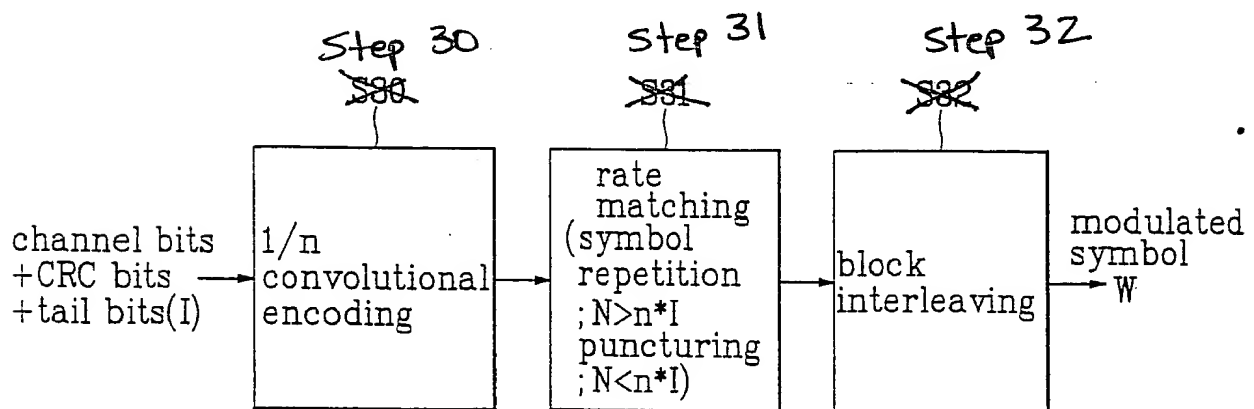 Step 30
Step 31
Step 32
S30
S31
S32
channel bits
+CRC bits
+tail bits(I)
1/n
convolutional
encoding
rate
matching
(symbol
repetition
;N>n*I
puncturing
;N<n*I)
block
interleaving
modulated
symbol
W